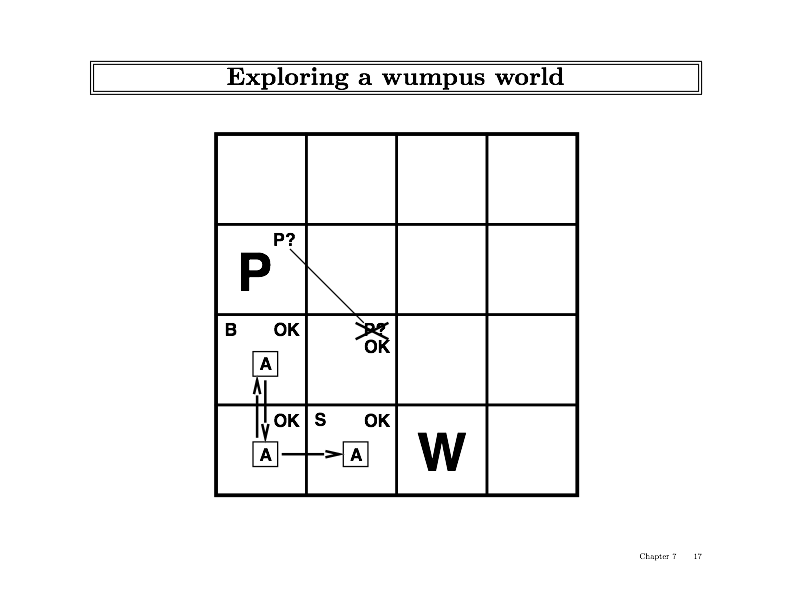 Exploring a wumpus world
P?
P
B OK P?
OK
A
OK S OK
A A W
Chapter 7 17